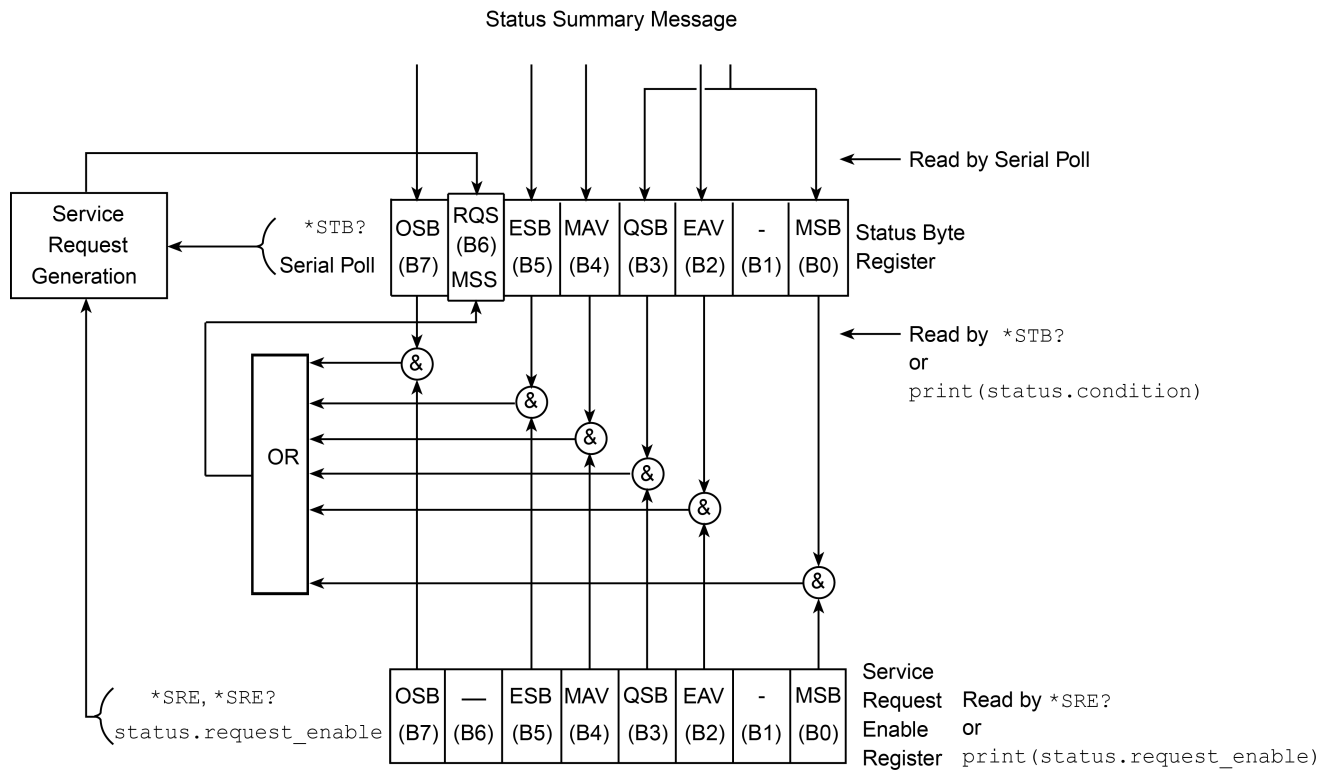 Status Summary Message
Read by Serial Poll
Service
Request
Generation
*STB?
Serial Poll
OSB
(B7)
RQS
(B6)
MSS
ESB
(B5)
MAV
(B4)
QSB
(B3)
EAV
(B2)
-
(B1)
MSB
(B0)
Status Byte
Register
Read by *STB?
or
print(status.condition)
&
&
&
&
&
&
OR
*SRE, *SRE?
status.request_enable
OSB
(B7)
—
(B6)
ESB
(B5)
MAV
(B4)
QSB
(B3)
EAV
(B2)
-
(B1)
MSB
(B0)
Service
Request
Enable
Register
Read by *SRE?
or
print(status.request_enable)